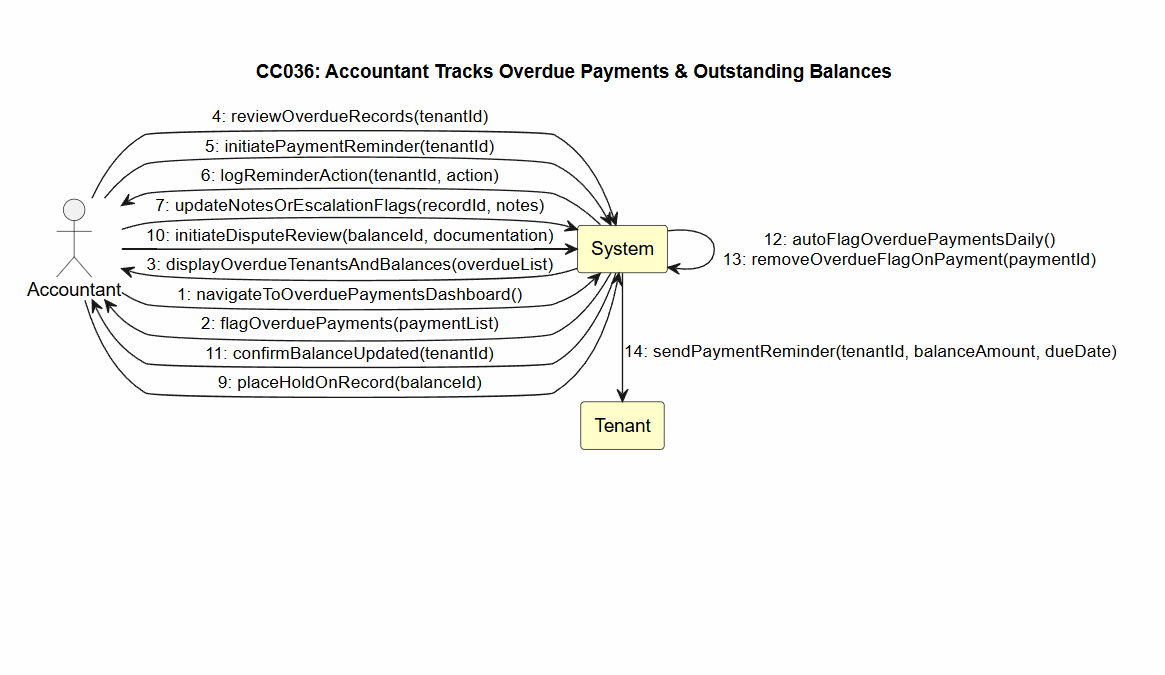 CC036: Accountant Tracks Overdue Payments & Outstanding Balances
4: reviewOverdueRecords(tenantId)
5: initiatePaymentReminder(tenantId)
6: logReminderAction(tenantId, action)
7: updateNotesOrEscalationFlags(recordId, notes)
10: initiateDisputeReview(balanceId, documentation)
3: displayOverdueTenantsAndBalances(overdueList)
1: navigateToOverduePaymentsDashboard()
2: flagOverduePayments(paymentList)
11: confirmBalanceUpdated(tenantId)
9: placeHoldOnRecord(balanceId)
Accountant
System
12: autoFlagOverduePaymentsDaily()
13: removeOverdueFlagOnPayment(paymentId)
14: sendPaymentReminder(tenantId, balanceAmount, dueDate)
Tenant